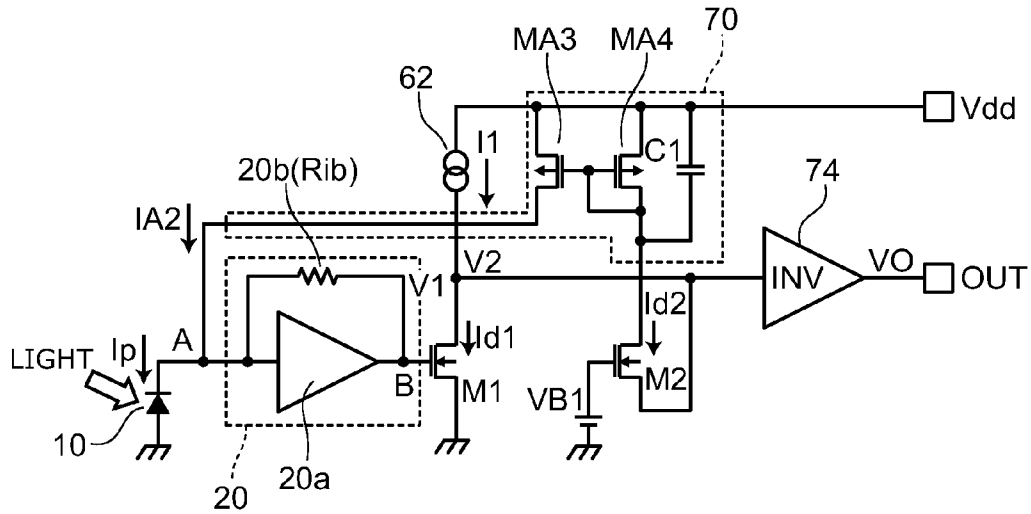 70
MA3
MA4
62
Vdd
I1
C1
20b(Rib)
74
IA2
V1
V2
INV
VO
OUT
Id1
Id2
LIGHT
Ip
A
B
M1
M2
VB1
10
20
20a